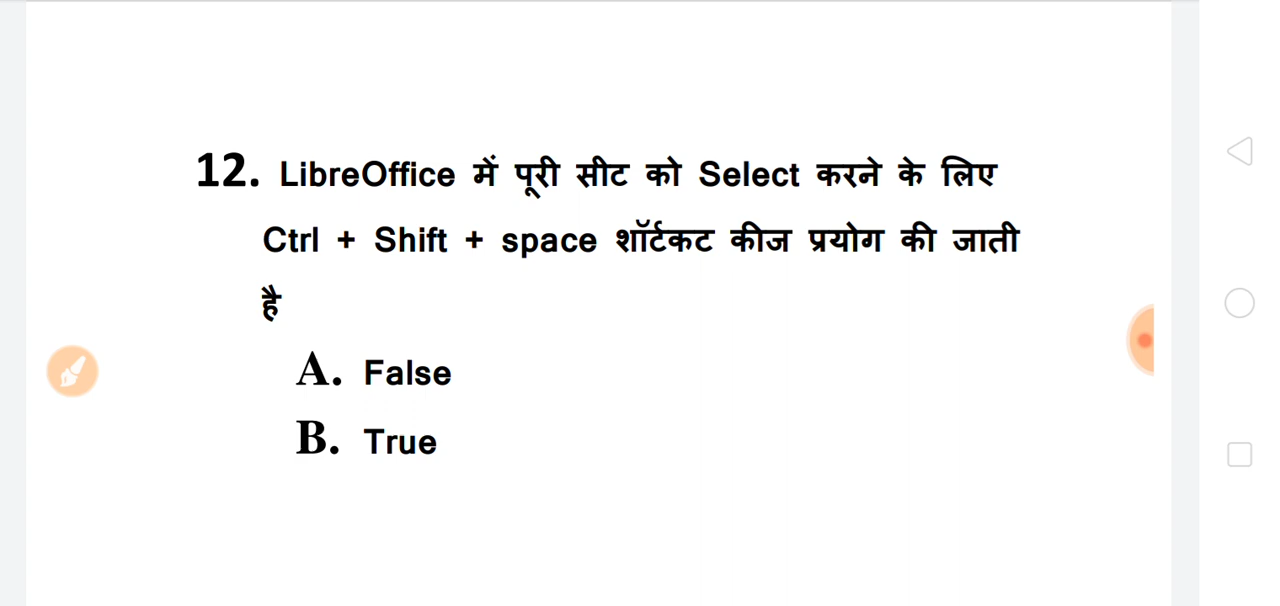 12. LibreOffice में पूरी सीट को Select करने के लिए
Ctrl + Shift + space शॉर्टकट कीज प्रयोग की जाती
है
A. False
B. True